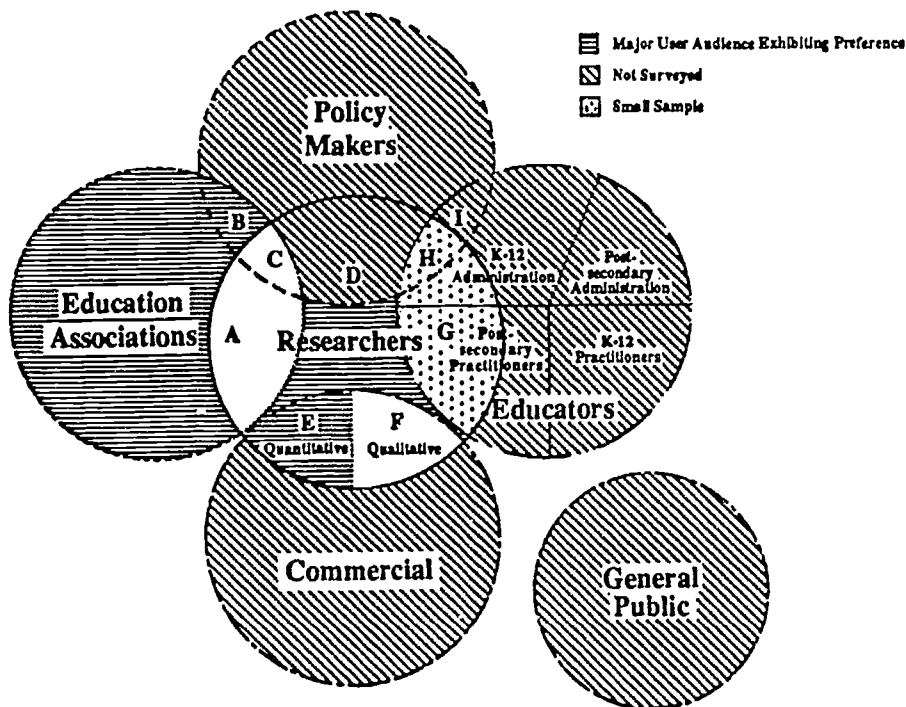 Major User Audience Exhibiting Preference
Not Surveyed
Small Sample
Policy
Makers
B
C
D
I
H
K-12
Administration
Post-
secondary
Administration
Education
Associations
A
Researchers
G
Post
secondary
Practitioners
K-12
Practitioners
Educators
E
Quantitative
F
Qualitative
Commercial
General
Public